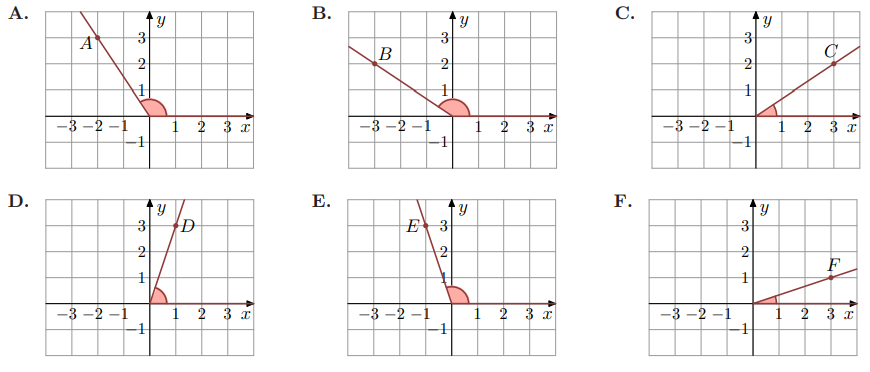 A. y B. y C. y
A 3 B 3 C 3
2 2 2
1 1 1
−3 −2 −1 1 2 3 x −3 −2 −1 1 2 3 x −3 −2 −1 1 2 3 x
−1 −1 −1
D. y E. y F. y
3 D E 3 3
2 2 2 F
1 1 1
−3 −2 −1 1 2 3 x −3 −2 −1 1 2 3 x −3 −2 −1 1 2 3 x
−1 −1 −1